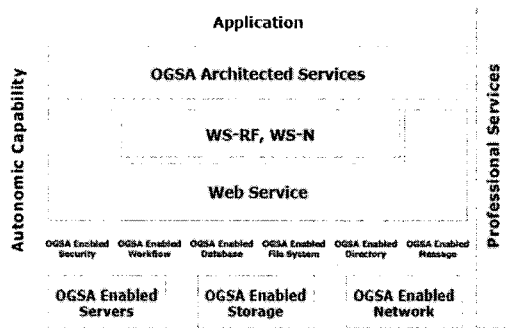 Application
OGSA Architected Services
WS-RF, WS-N
Web Service
Autonomic Capability
Professional Services
OGSA Enabled
Security
OGSA Enabled
Workflow
OGSA Enabled
Database
OGSA Enabled
File System
OGSA Enabled
Directory
OGSA Enabled
Message
OGSA Enabled
Servers
OGSA Enabled
Storage
OGSA Enabled
Network